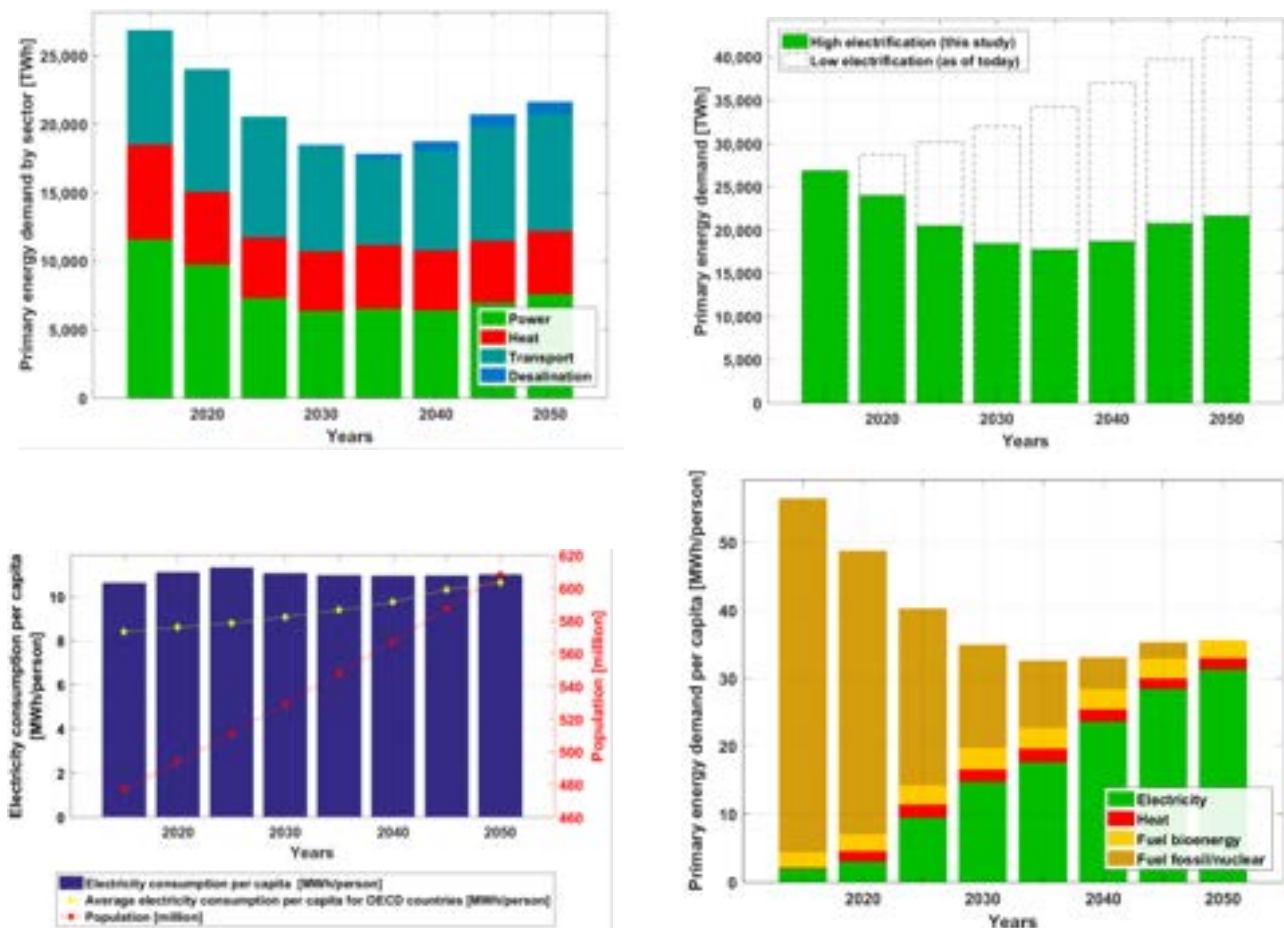 Primary energy demand by sector [TWh]
25,000
20,000
15,000
10,000
5,000
0
Power
Heat
Transport
Desalination
2020
2030
2040
2050
Years
Primary energy demand [TWh]
High electrification (this study)
Low electrification (as of today)
40,000
35,000
30,000
25,000
20,000
15,000
10,000
5,000
0
2020
2030
2040
2050
Years
Electricity consumption per capita
[MWh/person]
10
8
6
4
2
0
2020
2030
2040
2050
Years
620
600
580
560
540
520
500
480
460
Population [million]
Electricity consumption per capita [MWh/person]
Average electricity consumption per capita for OECD countries [MWh/person]
Population [million]
Primary energy demand per capita [MWh/person]
50
40
30
20
10
0
Electricity
Heat
Fuel bioenergy
Fuel fossil/nuclear
2020
2030
2040
2050
Years